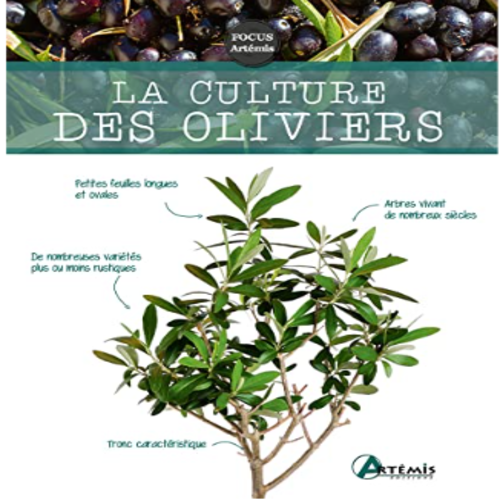 FOCUS
Artémis
LA CULTURE
DES OLIVIERS
Petites feuilles longues
et ovales
Arbres vivant
de nombreux siècles
De nombreuses variétés
plus ou moins rustiques
Tronc caractéristique
ARTÉMIS
EDITIONS